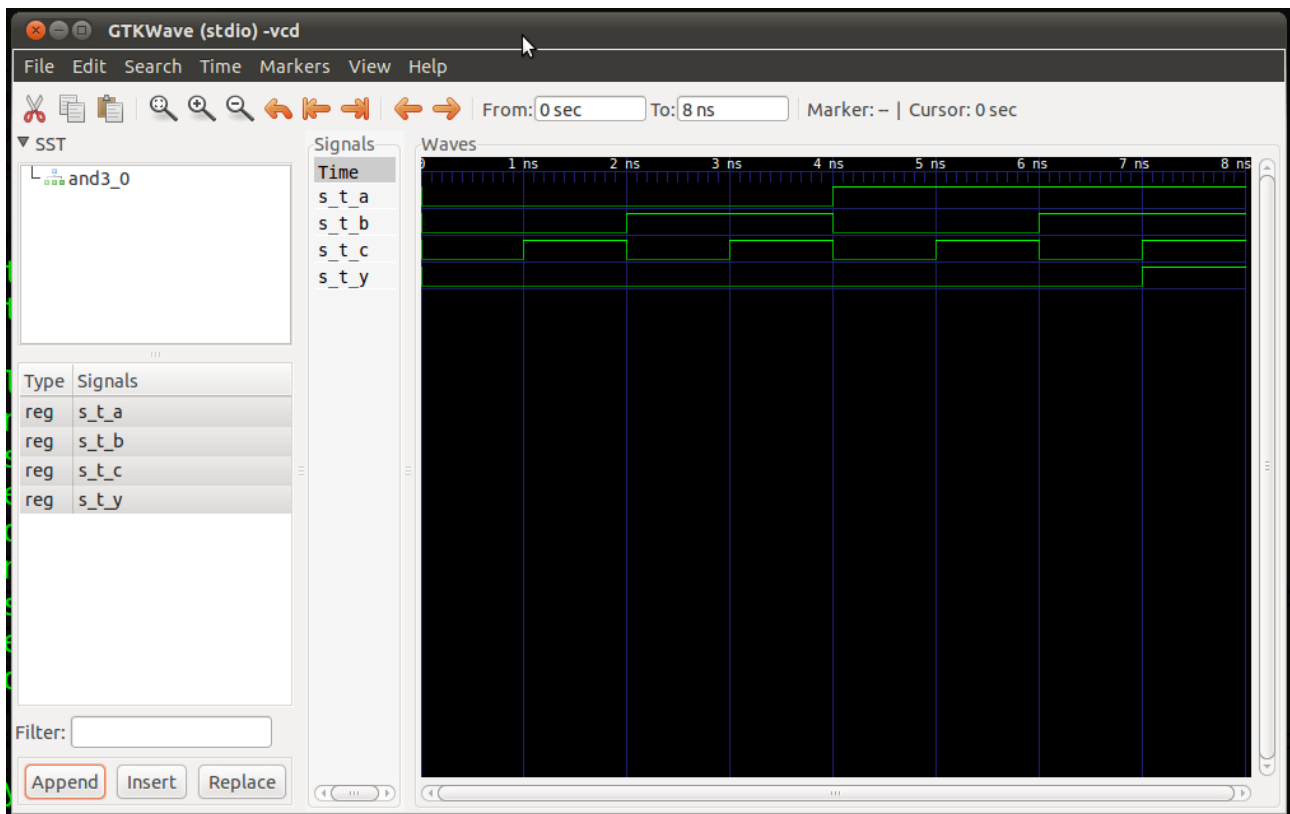 GTKWave (stdio) -vcd
File Edit Search Time Markers View Help
From: 0 sec To: 8 ns Marker: -- | Cursor: 0 sec
SST
and3_0
Type Signals
reg s_t_a
reg s_t_b
reg s_t_c
reg s_t_y
Filter:
Append Insert Replace
Signals
Time
s_t_a
s_t_b
s_t_c
s_t_y
Waves
0 1 ns 2 ns 3 ns 4 ns 5 ns 6 ns 7 ns 8 ns